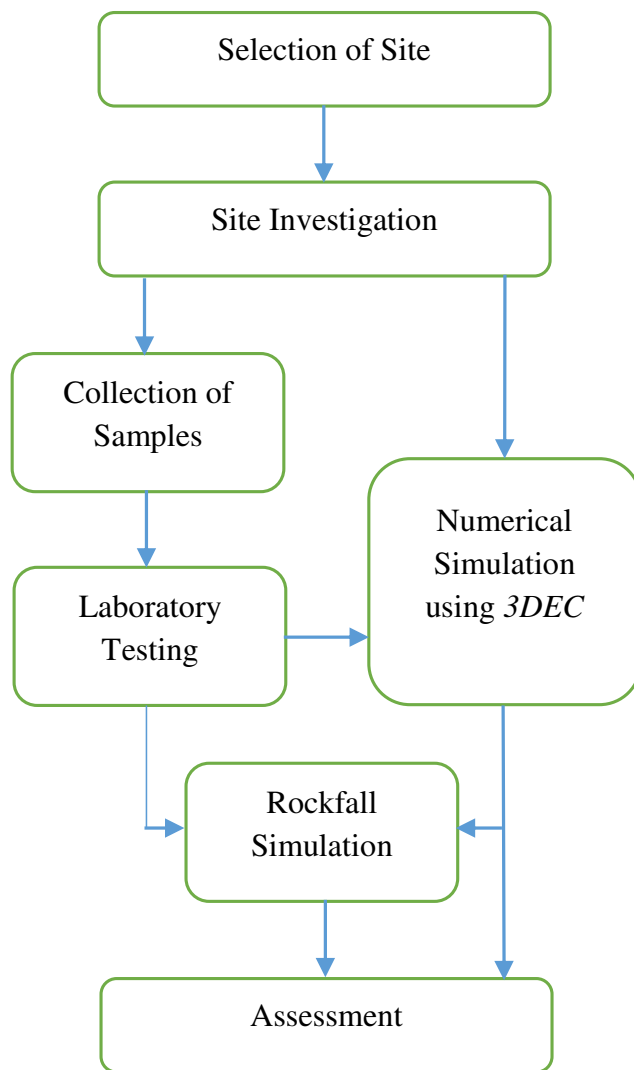 Selection of Site
Site Investigation
Collection of
Samples
Numerical
Simulation
using 3DEC
Laboratory
Testing
Rockfall
Simulation
Assessment